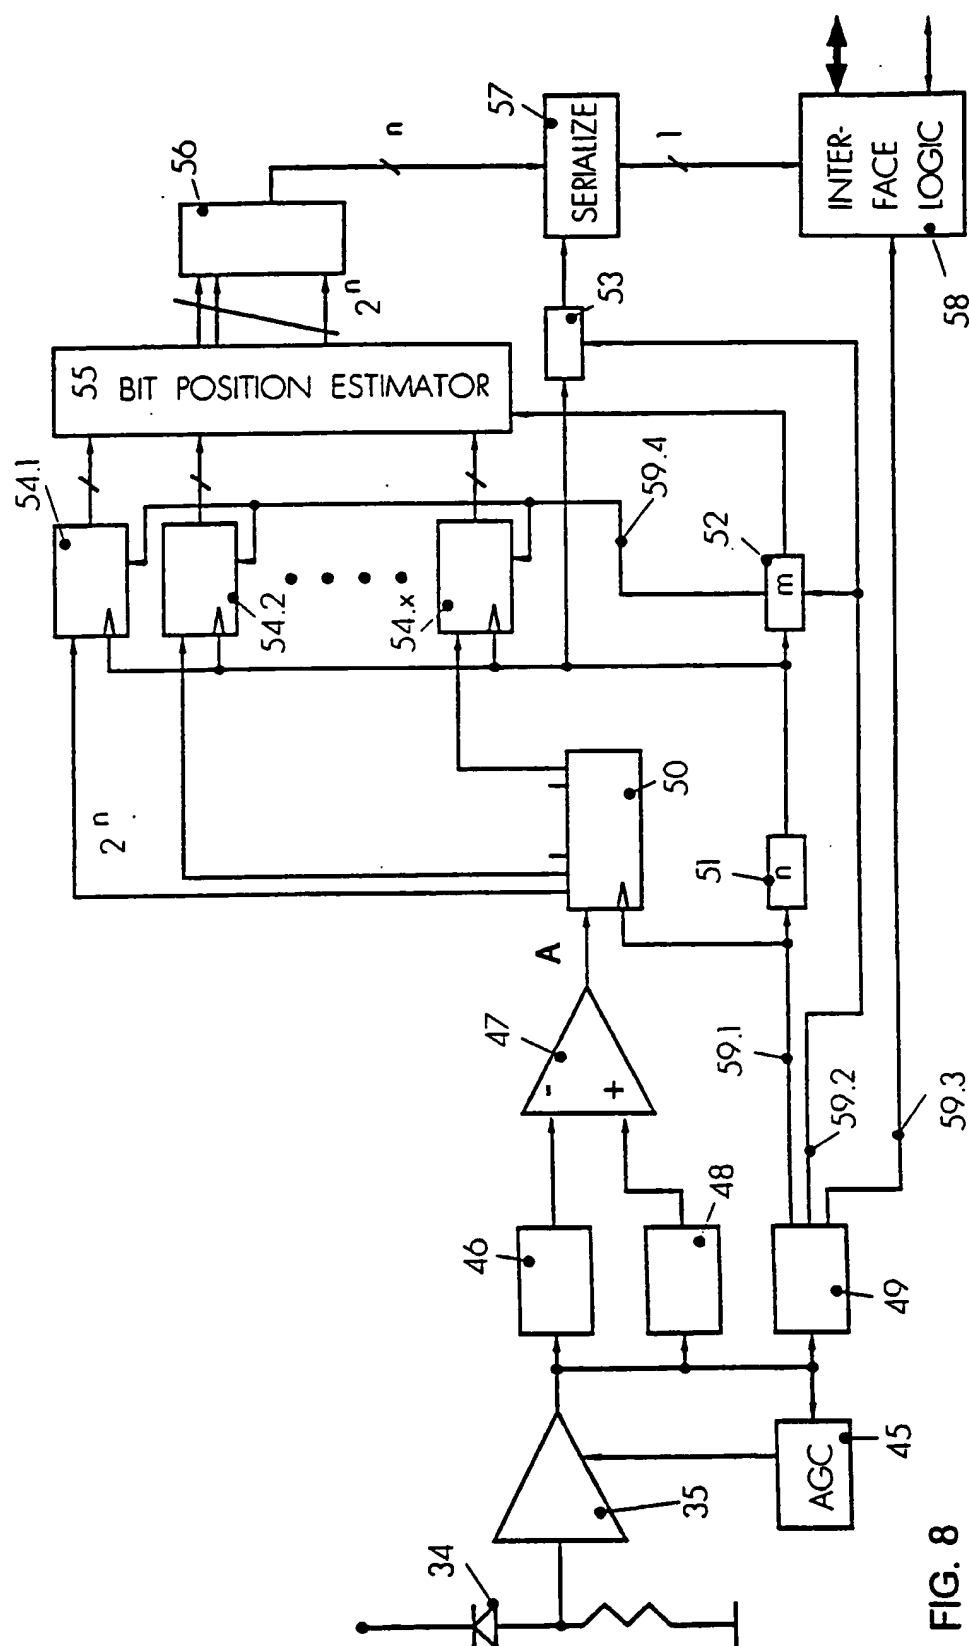 54.1
55 BIT POSITION ESTIMATOR
56
2^n
n
57
SERIALIZE
1
INTER-
FACE
LOGIC
58
53
54.2
54.x
59.4
52
m
2^n
50
51
n
A
47
-
+
59.1
59.2
59.3
46
48
49
34
35
AGC
45
FIG. 8